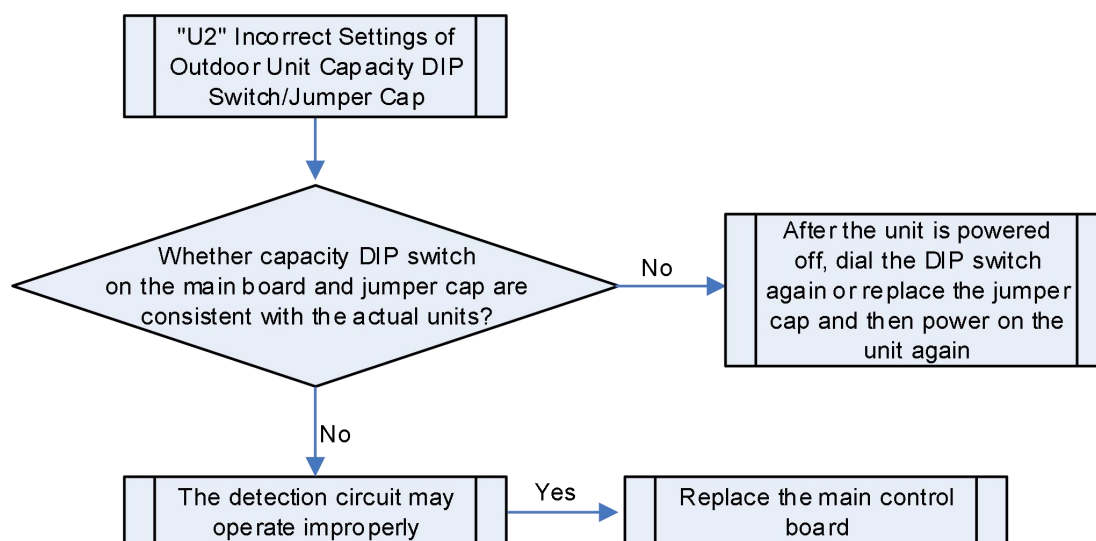 "U2" Incorrect Settings of
Outdoor Unit Capacity DIP
Switch/Jumper Cap
Whether capacity DIP switch
on the main board and jumper cap are
consistent with the actual units?
No
After the unit is powered
off, dial the DIP switch
again or replace the jumper
cap and then power on the
unit again
No
The detection circuit may
operate improperly
Yes
Replace the main control
board